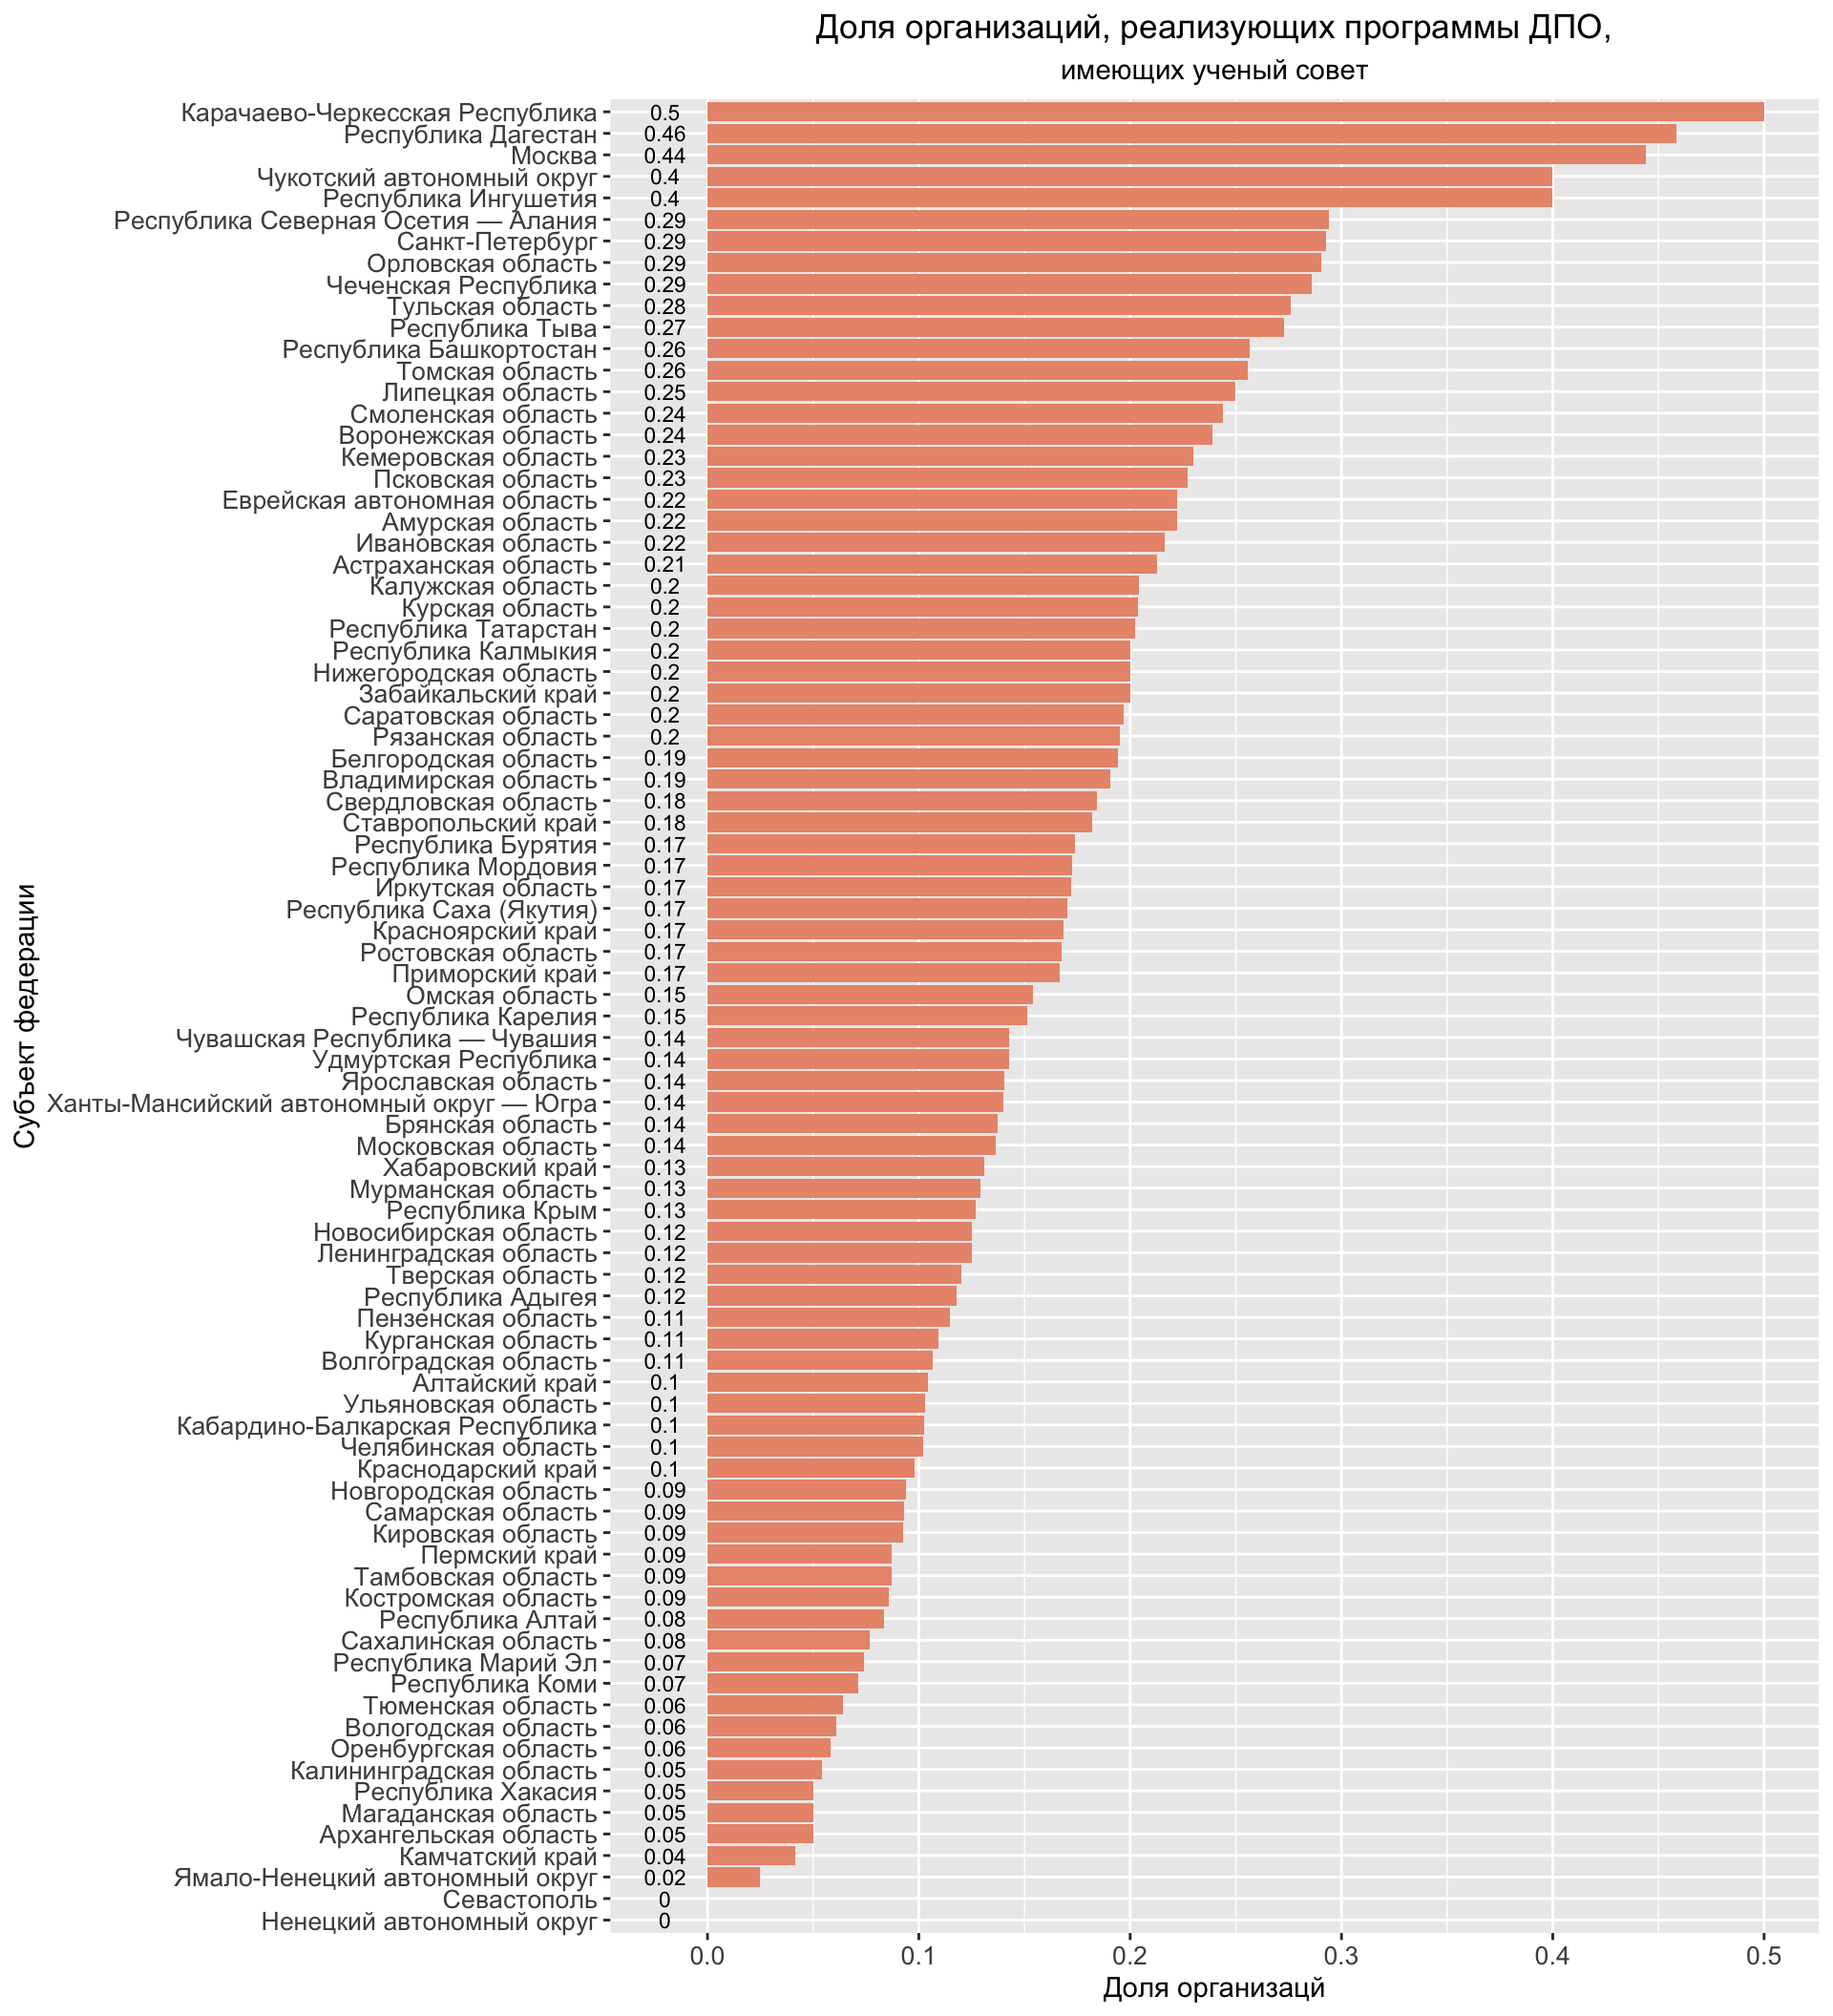 Доля организаций, реализующих программы ДПО,
имеющих ученый совет
Карачаево-Черкесская Республика 0.5
Республика Дагестан 0.46
Москва 0.44
Чукотский автономный округ 0.4
Республика Ингушетия 0.4
Республика Северная Осетия — Алания 0.29
Санкт-Петербург 0.29
Орловская область 0.29
Чеченская Республика 0.29
Тульская область 0.28
Республика Тыва 0.27
Республика Башкортостан 0.26
Томская область 0.26
Липецкая область 0.25
Смоленская область 0.24
Воронежская область 0.24
Кемеровская область 0.23
Псковская область 0.23
Еврейская автономная область 0.22
Амурская область 0.22
Ивановская область 0.22
Астраханская область 0.21
Калужская область 0.2
Курская область 0.2
Республика Татарстан 0.2
Республика Калмыкия 0.2
Нижегородская область 0.2
Забайкальский край 0.2
Саратовская область 0.2
Рязанская область 0.2
Белгородская область 0.19
Владимирская область 0.19
Свердловская область 0.18
Ставропольский край 0.18
Республика Бурятия 0.17
Республика Мордовия 0.17
Иркутская область 0.17
Республика Саха (Якутия) 0.17
Красноярский край 0.17
Ростовская область 0.17
Приморский край 0.17
Омская область 0.15
Республика Карелия 0.15
Чувашская Республика — Чувашия 0.14
Удмуртская Республика 0.14
Ярославская область 0.14
Ханты-Мансийский автономный округ — Югра 0.14
Брянская область 0.14
Московская область 0.14
Хабаровский край 0.13
Мурманская область 0.13
Республика Крым 0.13
Новосибирская область 0.12
Ленинградская область 0.12
Тверская область 0.12
Республика Адыгея 0.12
Пензенская область 0.11
Курганская область 0.11
Волгоградская область 0.11
Алтайский край 0.1
Ульяновская область 0.1
Кабардино-Балкарская Республика 0.1
Челябинская область 0.1
Краснодарский край 0.1
Новгородская область 0.09
Самарская область 0.09
Кировская область 0.09
Пермский край 0.09
Тамбовская область 0.09
Костромская область 0.09
Республика Алтай 0.08
Сахалинская область 0.08
Республика Марий Эл 0.07
Республика Коми 0.07
Тюменская область 0.06
Вологодская область 0.06
Оренбургская область 0.06
Калининградская область 0.05
Республика Хакасия 0.05
Магаданская область 0.05
Архангельская область 0.05
Камчатский край 0.04
Ямало-Ненецкий автономный округ 0.02
Севастополь 0
Ненецкий автономный округ 0
0.0 0.1 0.2 0.3 0.4 0.5
Доля организацй
Субъект федерации